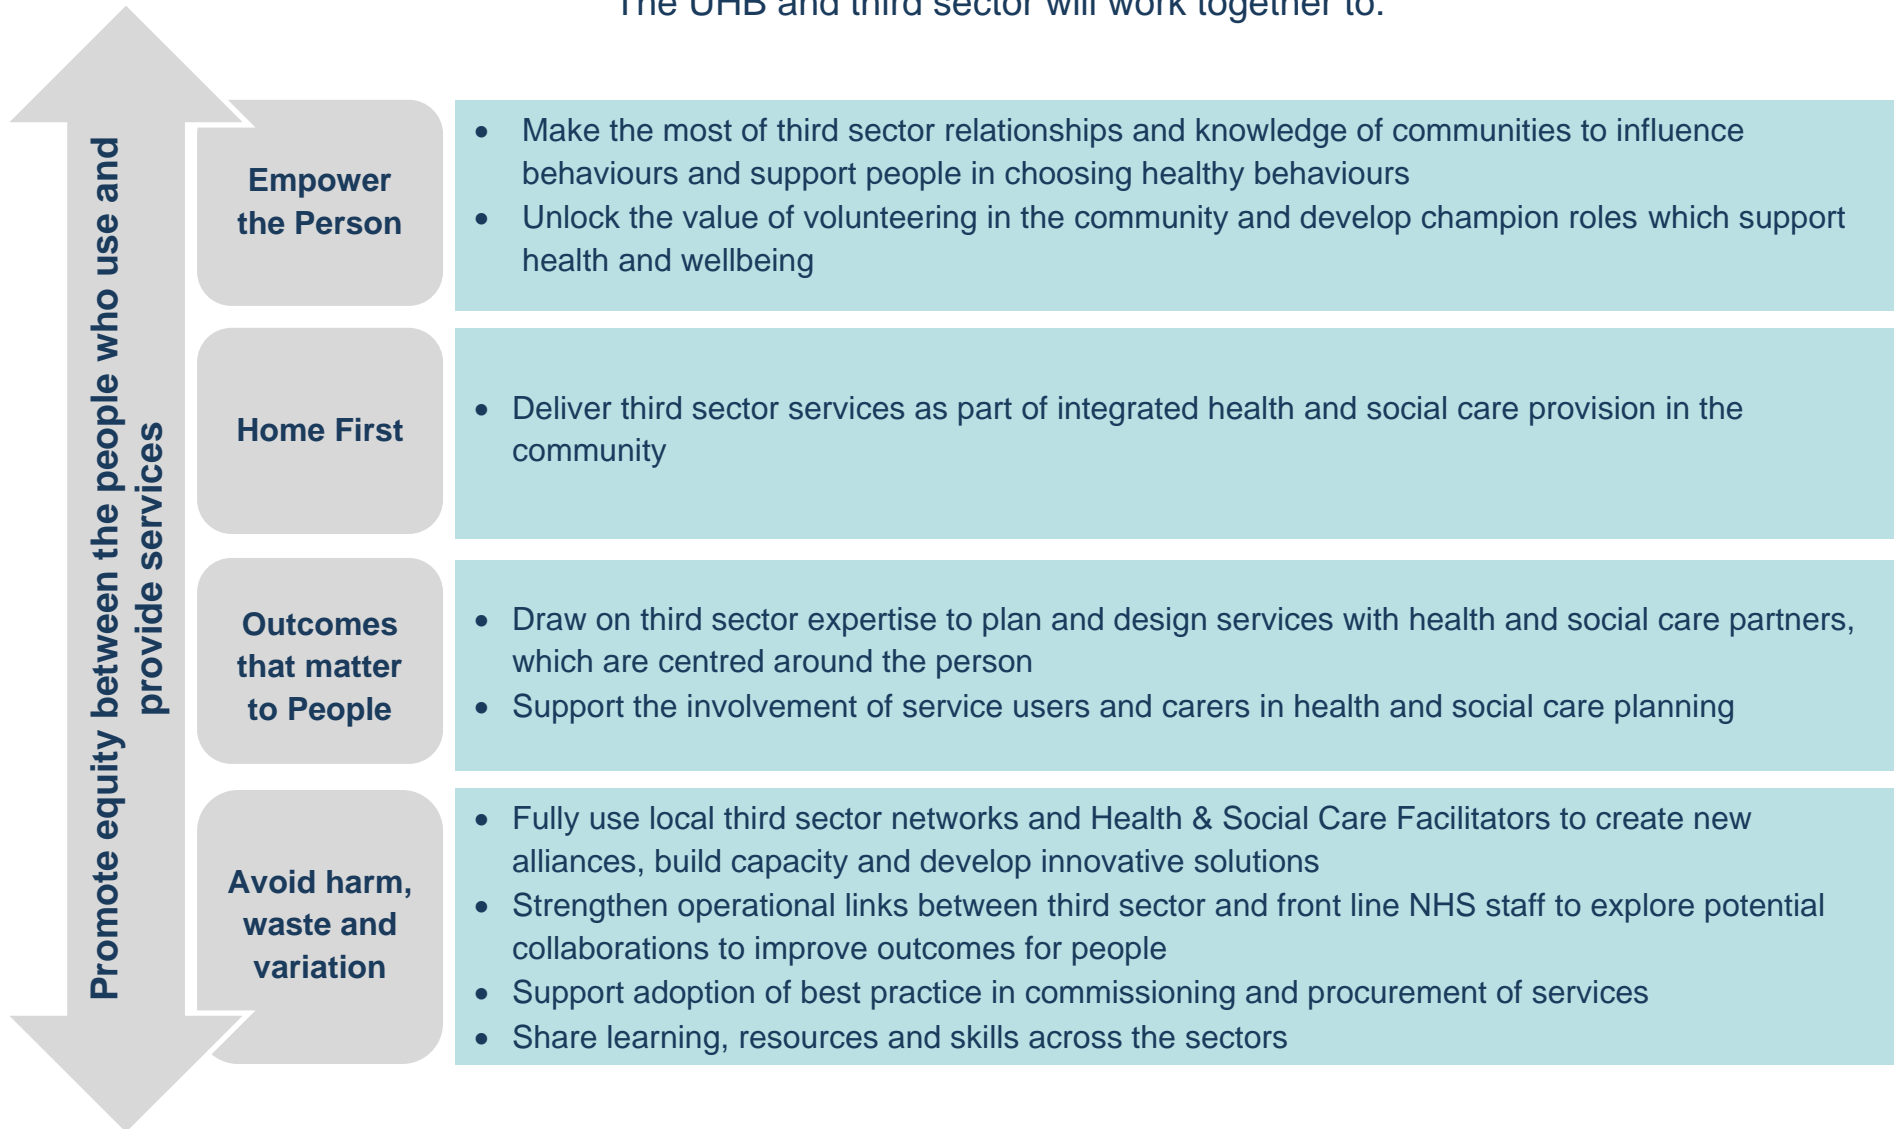 The UHB and third sector will work together to:
Promote equity between the people who use and
provide services
Empower
the Person
• Make the most of third sector relationships and knowledge of communities to influence
behaviours and support people in choosing healthy behaviours
• Unlock the value of volunteering in the community and develop champion roles which support
health and wellbeing
Home First
• Deliver third sector services as part of integrated health and social care provision in the
community
Outcomes
that matter
to People
• Draw on third sector expertise to plan and design services with health and social care partners,
which are centred around the person
• Support the involvement of service users and carers in health and social care planning
Avoid harm,
waste and
variation
• Fully use local third sector networks and Health & Social Care Facilitators to create new
alliances, build capacity and develop innovative solutions
• Strengthen operational links between third sector and front line NHS staff to explore potential
collaborations to improve outcomes for people
• Support adoption of best practice in commissioning and procurement of services
• Share learning, resources and skills across the sectors